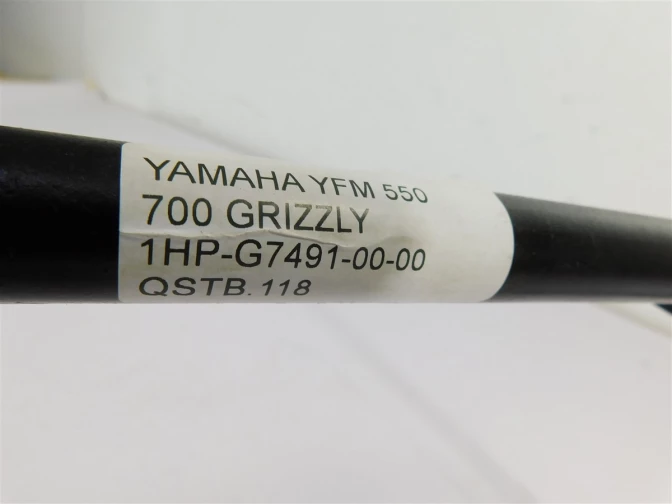 YAMAHA YFM 550
700 GRIZZLY
1HP-G7491-00-00
QSTB.118